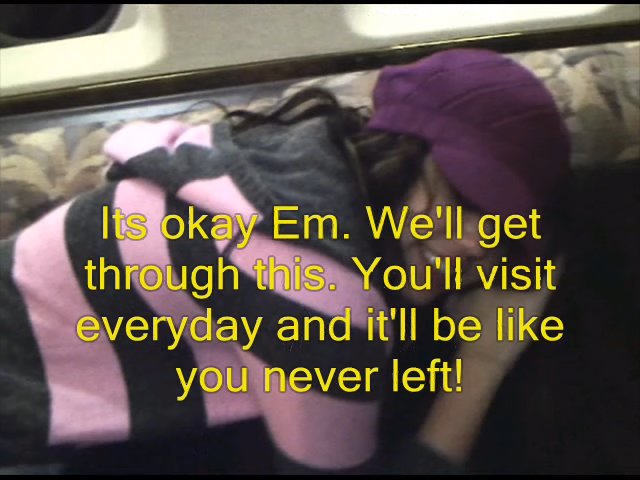 Its okay Em. We'll get
through this. You'll visit
everyday and it'll be like
you never left!